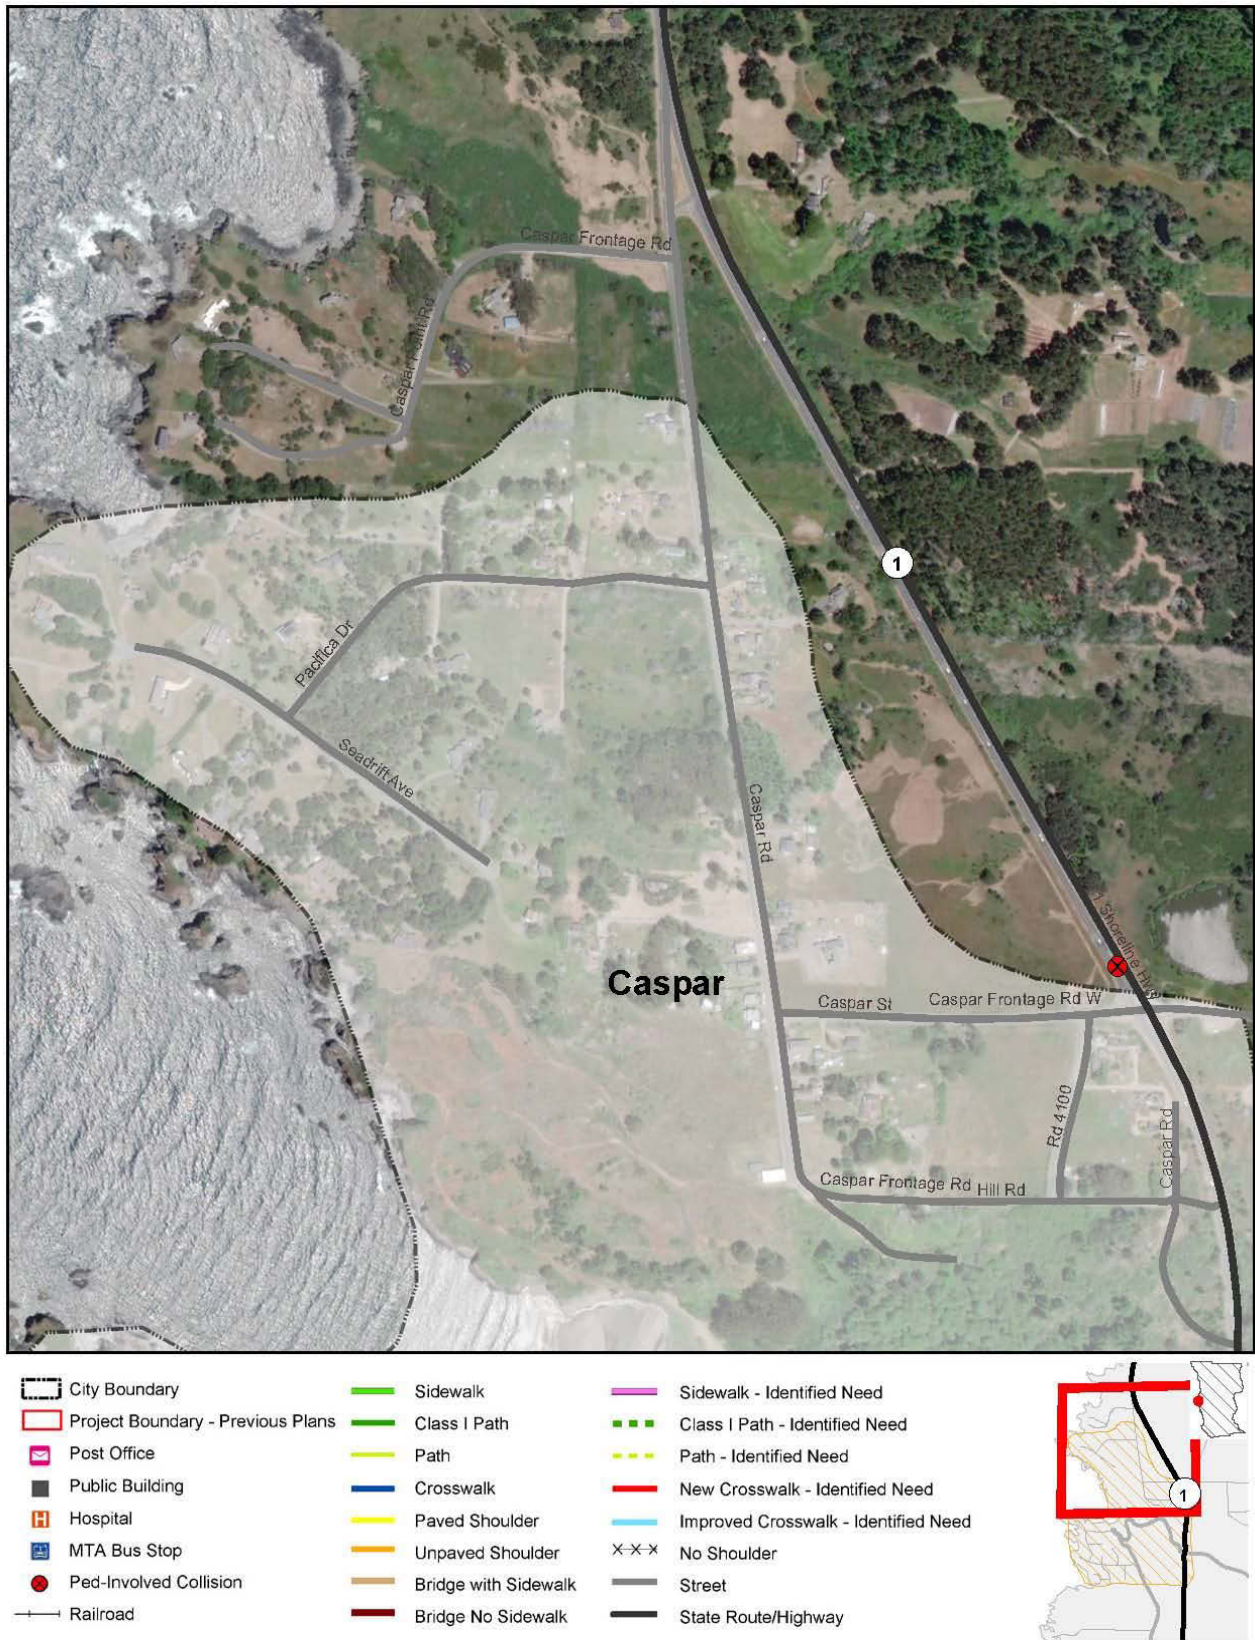 Caspar Frontage Rd
Caspar Point Rd
1
Pacifica Dr
Seadrift Ave
Caspar Rd
1 Shoreline Hwy
Caspar
Caspar St
Caspar Frontage Rd W
Rd 4100
Caspar Rd
Caspar Frontage Rd
Hill Rd
City Boundary
Project Boundary - Previous Plans
Post Office
Public Building
H Hospital
MTA Bus Stop
Ped-Involved Collision
Railroad
Sidewalk
Class I Path
Path
Crosswalk
Paved Shoulder
Unpaved Shoulder
Bridge with Sidewalk
Bridge No Sidewalk
Sidewalk - Identified Need
Class I Path - Identified Need
Path - Identified Need
New Crosswalk - Identified Need
Improved Crosswalk - Identified Need
No Shoulder
Street
State Route/Highway
1